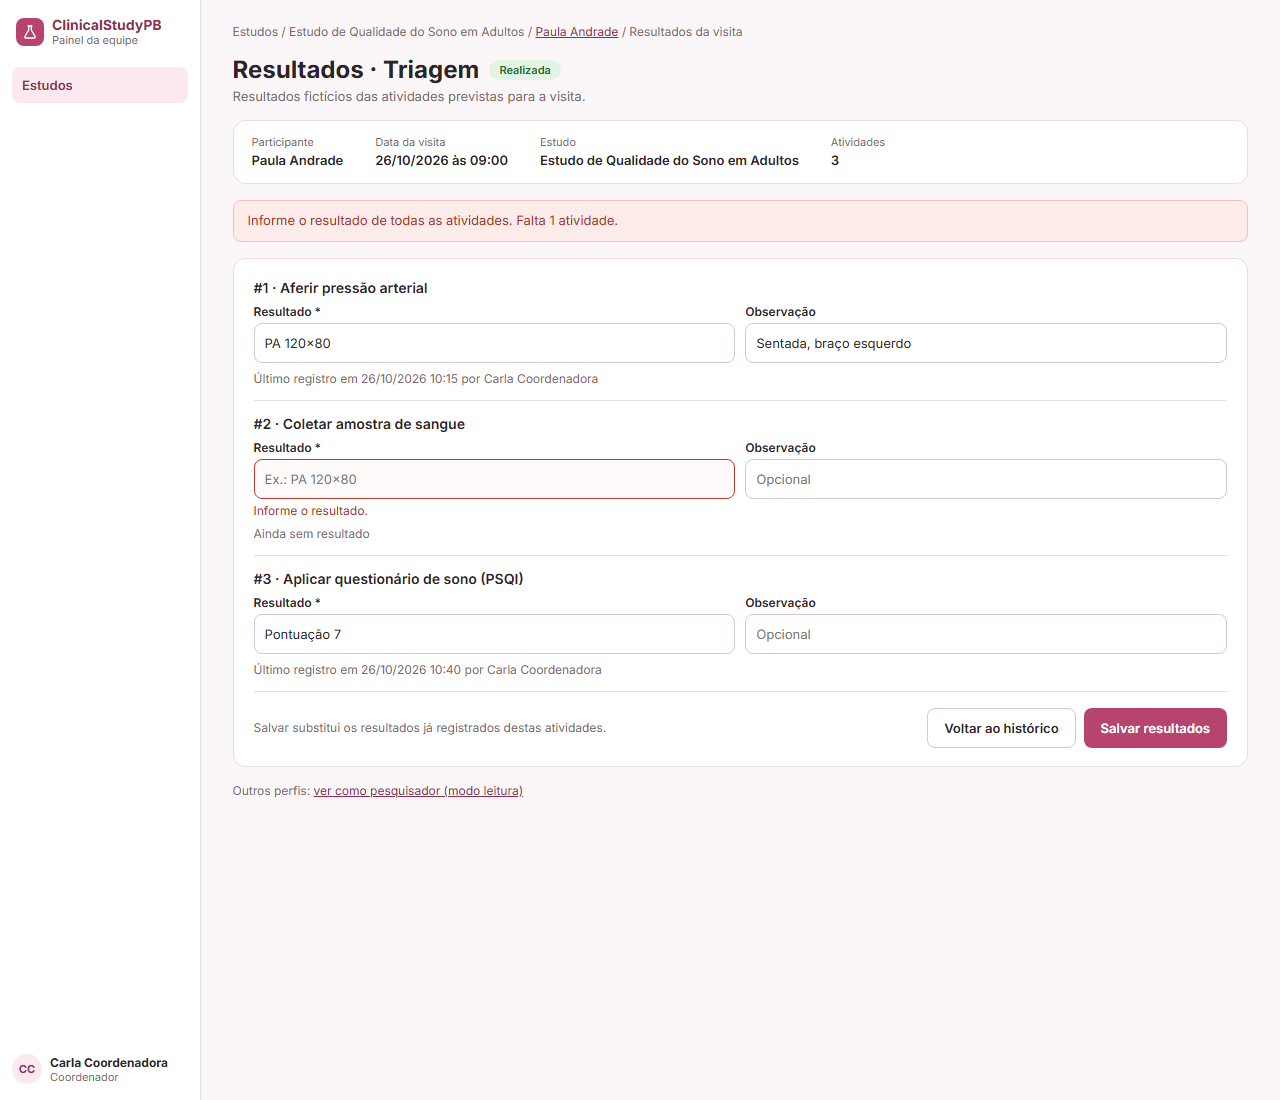 ClinicalStudyPB
Painel da equipe
Estudos
Estudos / Estudo de Qualidade do Sono em Adultos / Paula Andrade / Resultados da visita
Resultados · Triagem
Realizada
Resultados fictícios das atividades previstas para a visita.
Participante
Paula Andrade
Data da visita
26/10/2026 às 09:00
Estudo
Estudo de Qualidade do Sono em Adultos
Atividades
3
Informe o resultado de todas as atividades. Falta 1 atividade.
#1 · Aferir pressão arterial
Resultado *
Observação
PA 120×80
Sentada, braço esquerdo
Último registro em 26/10/2026 10:15 por Carla Coordenadora
#2 · Coletar amostra de sangue
Resultado *
Observação
Ex.: PA 120×80
Opcional
Informe o resultado.
Ainda sem resultado
#3 · Aplicar questionário de sono (PSQI)
Resultado *
Observação
Pontuação 7
Opcional
Último registro em 26/10/2026 10:40 por Carla Coordenadora
Salvar substitui os resultados já registrados destas atividades.
Voltar ao histórico
Salvar resultados
Outros perfis: ver como pesquisador (modo leitura)
CC
Carla Coordenadora
Coordenador